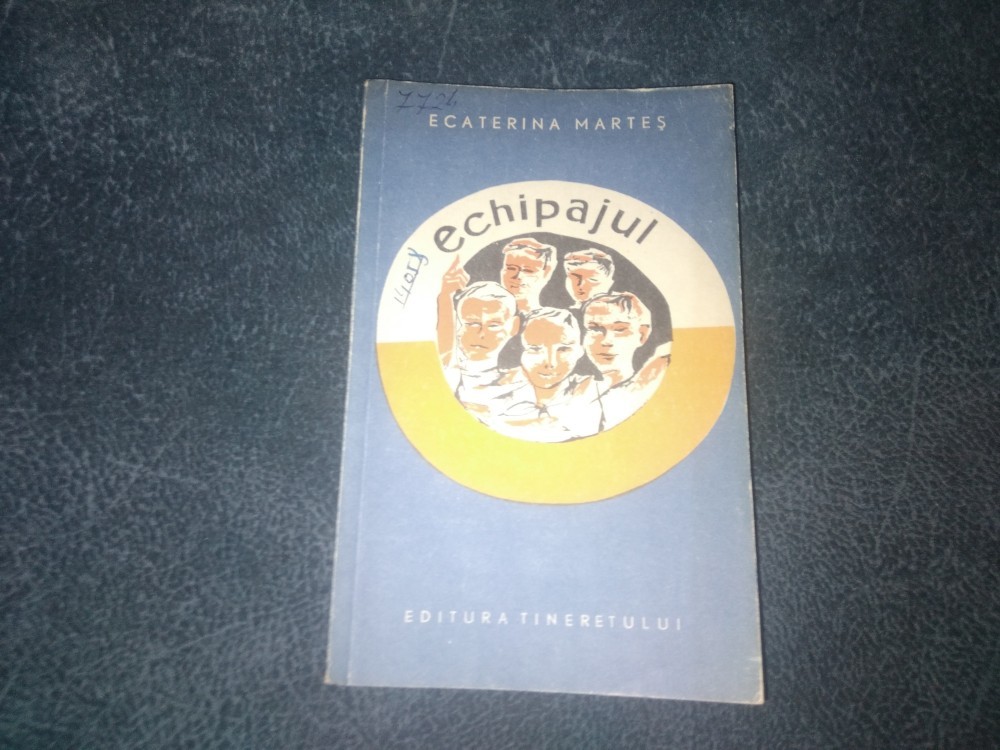 ECATERINA MARTEȘ
echipajul
EDITURA TINERETULUI